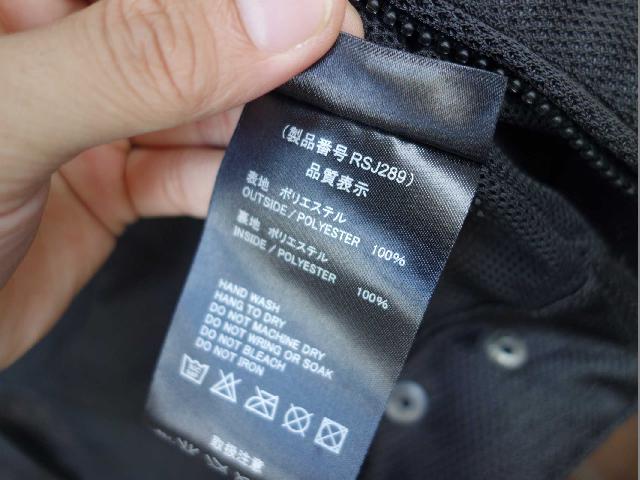 (製品番号 RSJ289)
品質表示
表地 ポリエステル
OUTSIDE/POLYESTER 100%
裏地 ポリエステル
INSIDE/POLYESTER 100%
HAND WASH
HANG TO DRY
DO NOT MACHINE DRY
DO NOT WRING OR SOAK
DO NOT BLEACH
DO NOT IRON
取扱注意